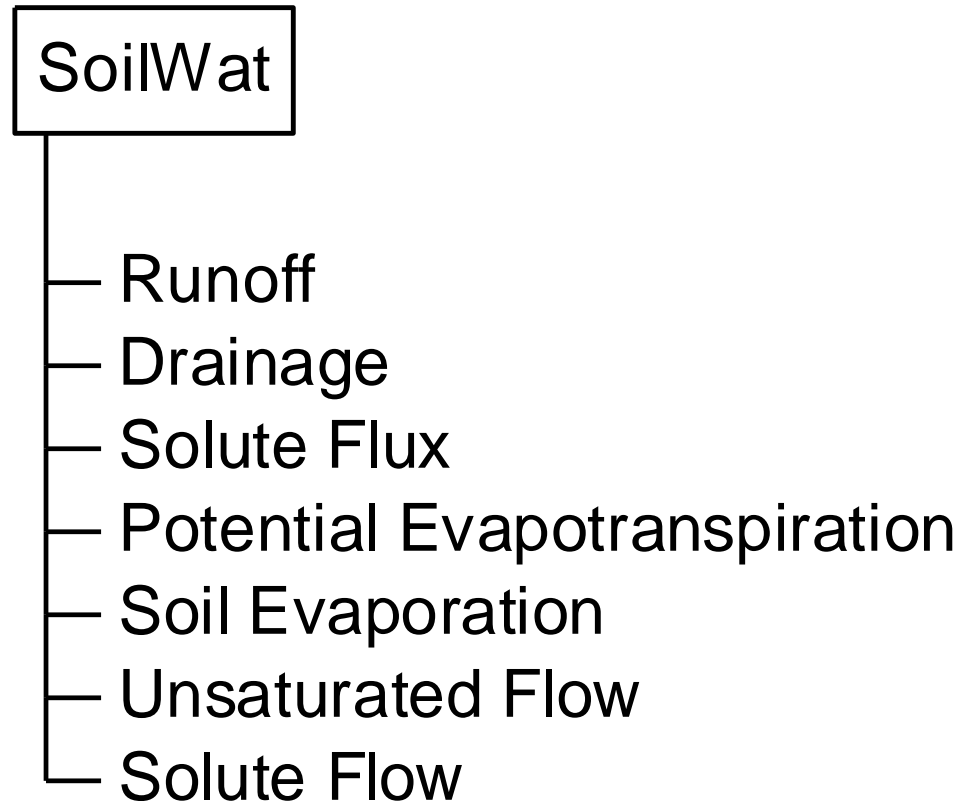 SoilWat
Runoff
Drainage
Solute Flux
Potential Evapotranspiration
Soil Evaporation
Unsaturated Flow
Solute Flow